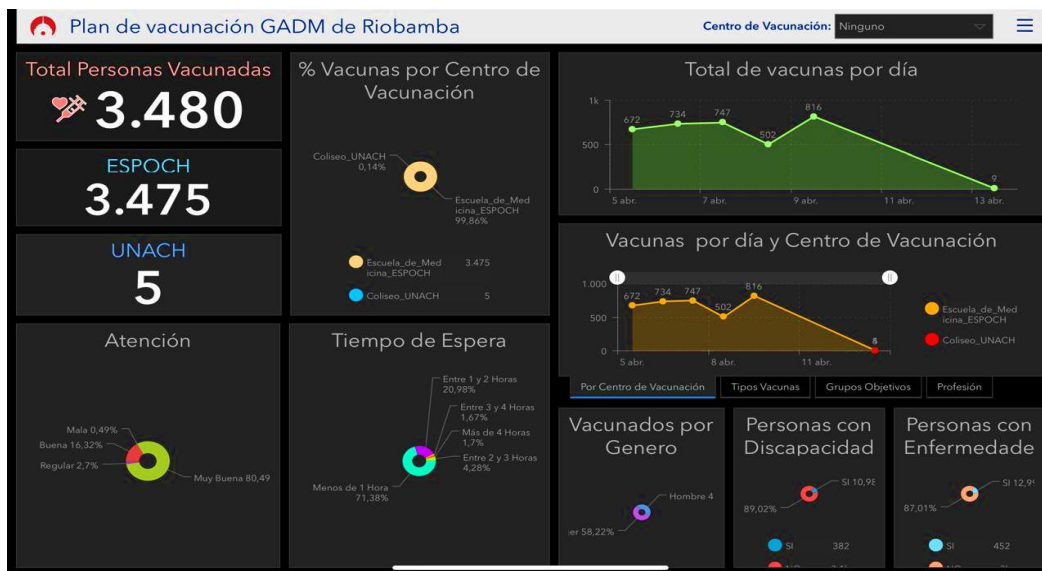 Plan de vacunación GADM de Riobamba
Centro de Vacunación: Ninguno
Total Personas Vacunadas
3.480
ESPOCH
3.475
UNACH
5
% Vacunas por Centro de
Vacunación
Coliseo_UNACH
0,14%
Escuela_de_Med
icina_ESPOCH
99,86%
Escuela_de_Med
icina_ESPOCH
3.475
Coliseo_UNACH
5
Total de vacunas por día
1k
500
0
672
734
747
502
816
9
5 abr.
7 abr.
9 abr.
11 abr.
13 abr.
Vacunas por día y Centro de Vacunación
1.000
500
0
672
734
747
502
816
5 abr.
8 abr.
11 abr.
Escuela_de_Med
icina_ESPOCH
Coliseo_UNACH
Por Centro de Vacunación
Tipos Vacunas
Grupos Objetivos
Profesión
Atención
Mala 0,49%
Buena 16,32%
Regular 2,7%
Muy Buena 80,49
Tiempo de Espera
Entre 1 y 2 Horas
20,98%
Entre 3 y 4 Horas
1,67%
Más de 4 Horas
1,7%
Entre 2 y 3 Horas
4,28%
Menos de 1 Hora
71,38%
Vacunados por
Genero
Hombre 4
er 58,22%
Personas con
Discapacidad
SI 10,98
89,02%
SI 382
Personas con
Enfermedade
SI 12,9
87,01%
SI 452